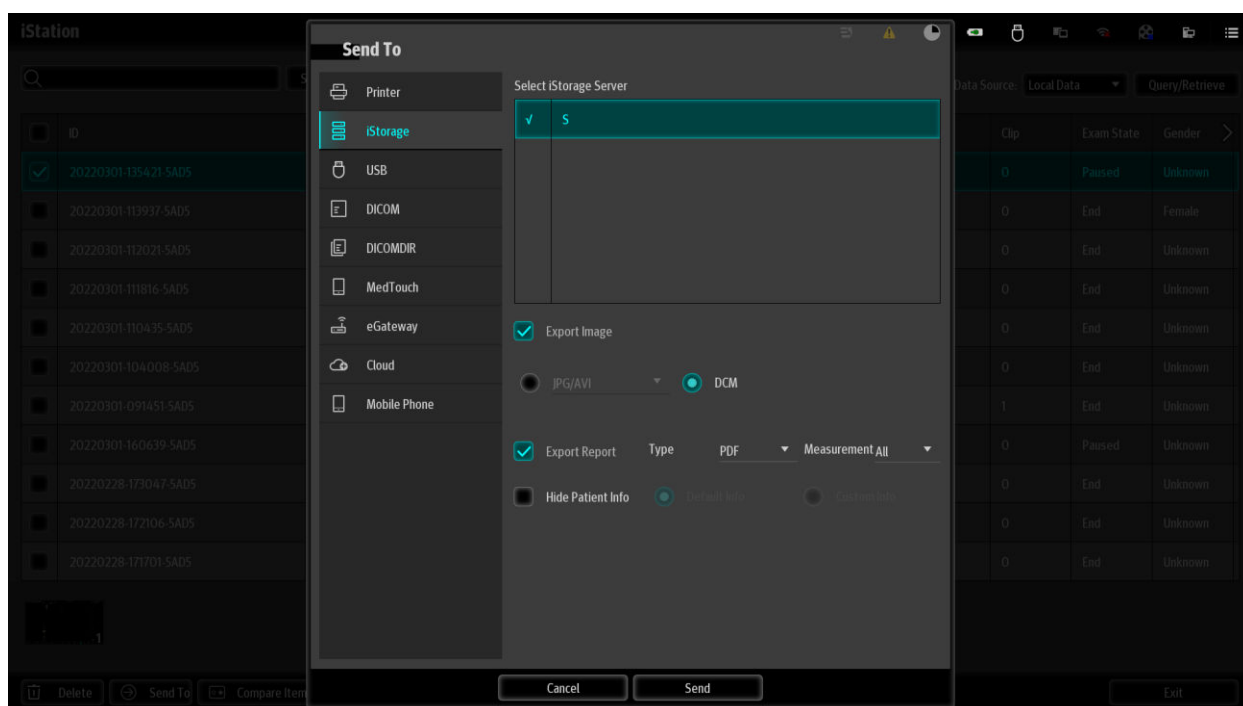 iStation
Send To
Data Source: Local Data Query/Retrieve
Printer
iStorage
USB
DICOM
DICOMDIR
MedTouch
eGateway
Cloud
Mobile Phone
Select iStorage Server
√ S
Export Image
JPG/AVI DCM
Export Report Type PDF Measurement All
Hide Patient Info Default Info Custom Info
Cancel Send
ID Clip Exam State Gender
20220301-135421-5AD5 0 Paused Unknown
20220301-113937-5AD5 0 End Female
20220301-112021-5AD5 0 End Unknown
20220301-111816-5AD5 0 End Unknown
20220301-110435-5AD5 0 End Unknown
20220301-104008-5AD5 0 End Unknown
20220301-091451-5AD5 1 End Unknown
20220301-160639-5AD5 0 Paused Unknown
20220228-173047-5AD5 0 End Unknown
20220228-172106-5AD5 0 End Unknown
20220228-171701-5AD5 0 End Unknown
1
Delete Send To Compare Item Exit